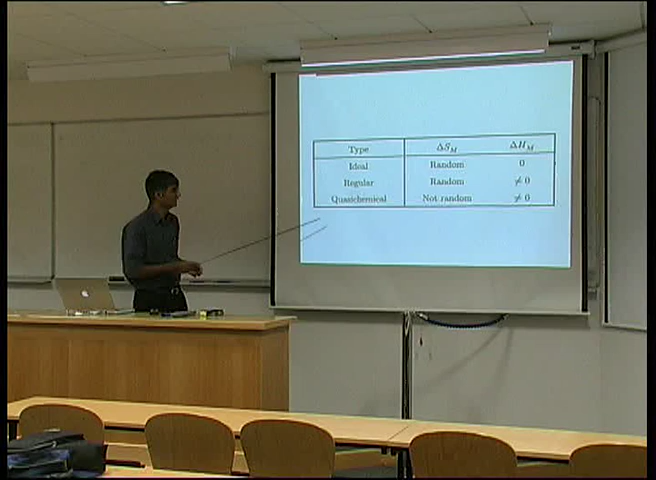 Type ΔS_M ΔH_M
Ideal Random 0
Regular Random ≠ 0
Quasichemical Not random ≠ 0